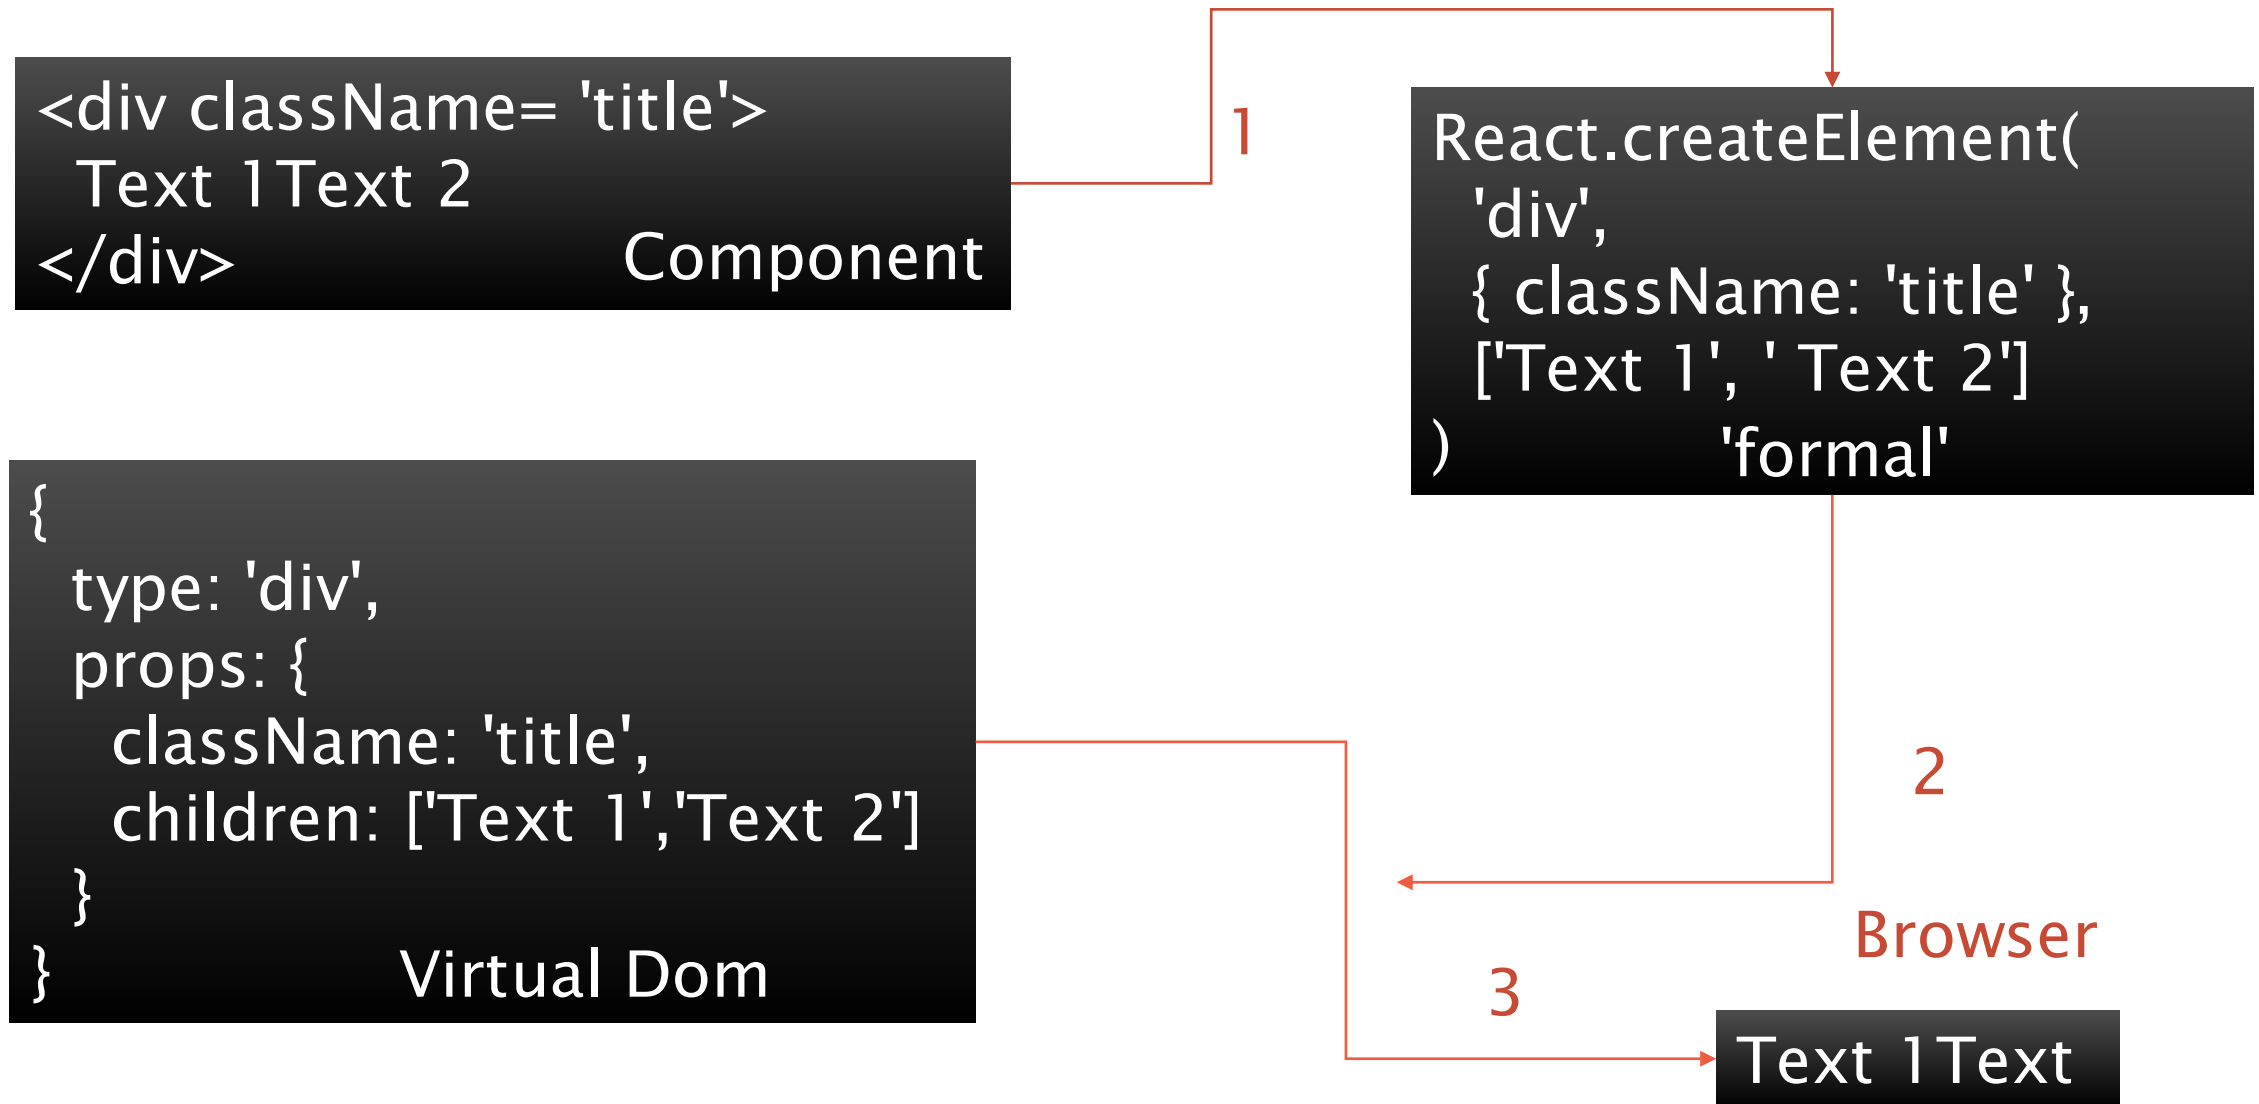 <div className= 'title'>
Text 1Text 2
</div>
Component
1
React.createElement(
'div',
{ className: 'title' },
['Text 1', ' Text 2']
)
'formal'
{
type: 'div',
props: {
className: 'title',
children: ['Text 1','Text 2']
}
}
Virtual Dom
2
Browser
3
Text 1Text